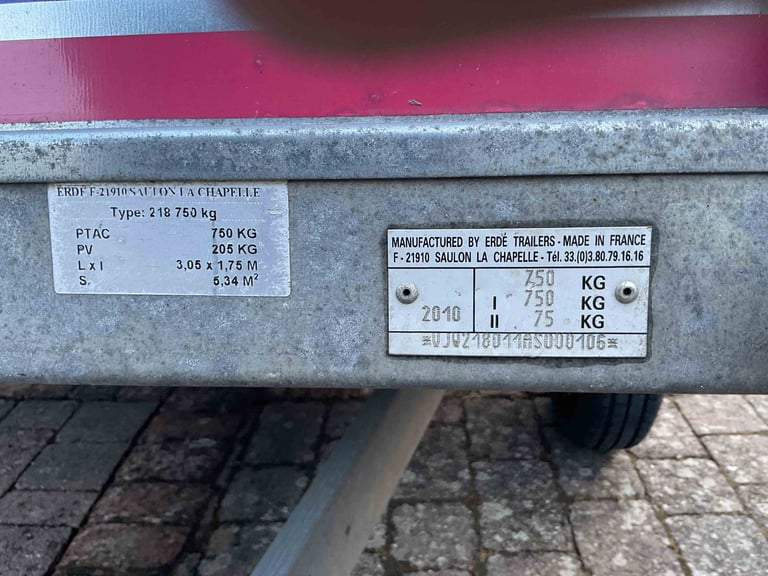 ERDÉ F-21910 SAULON LA CHAPELLE
Type: 218 750 kg
PTAC 750 KG
PV 205 KG
L x l 3,05 x 1,75 M
S. 5,34 M²
MANUFACTURED BY ERDÉ TRAILERS - MADE IN FRANCE
F - 21910 SAULON LA CHAPELLE - Tél. 33.(0)3.80.79.16.16
750 KG
I 750 KG
2010 II 75 KG
*VJV218011AS000106*